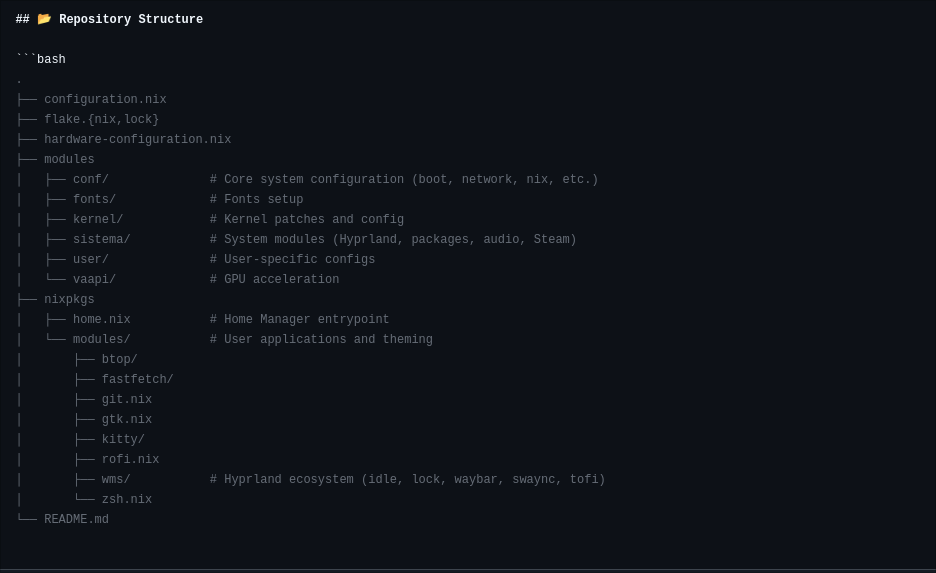 ## 📂 Repository Structure
```bash
.
├── configuration.nix
├── flake.{nix,lock}
├── hardware-configuration.nix
├── modules
│   ├── conf/              # Core system configuration (boot, network, nix, etc.)
│   ├── fonts/             # Fonts setup
│   ├── kernel/            # Kernel patches and config
│   ├── sistema/           # System modules (Hyprland, packages, audio, Steam)
│   ├── user/              # User-specific configs
│   └── vaapi/             # GPU acceleration
├── nixpkgs
│   ├── home.nix           # Home Manager entrypoint
│   └── modules/           # User applications and theming
│       ├── btop/
│       ├── fastfetch/
│       ├── git.nix
│       ├── gtk.nix
│       ├── kitty/
│       ├── rofi.nix
│       ├── wms/           # Hyprland ecosystem (idle, lock, waybar, swaync, tofi)
│       └── zsh.nix
└── README.md